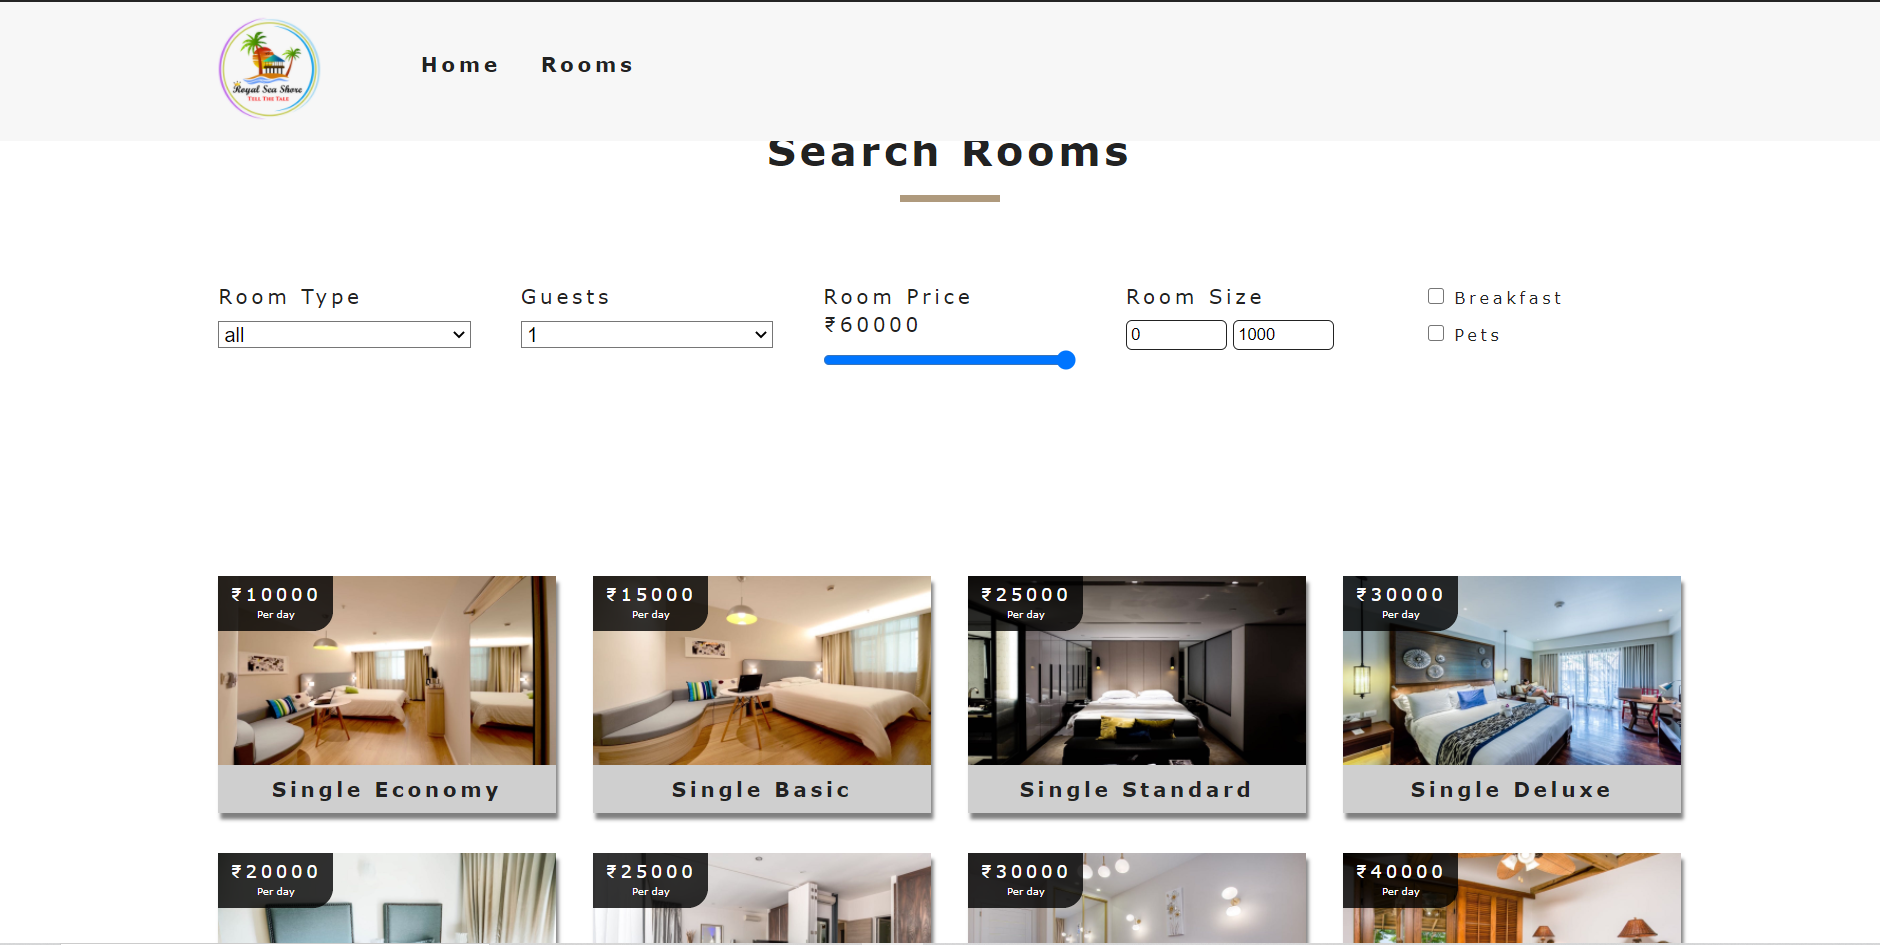 Royal Sea Shore
TELL THE TALE
Home
Rooms
Search Rooms
Room Type
all
Guests
1
Room Price
₹60000
Room Size
0
1000
Breakfast
Pets
₹10000
Per day
Single Economy
₹15000
Per day
Single Basic
₹25000
Per day
Single Standard
₹30000
Per day
Single Deluxe
₹20000
Per day
₹25000
Per day
₹30000
Per day
₹40000
Per day